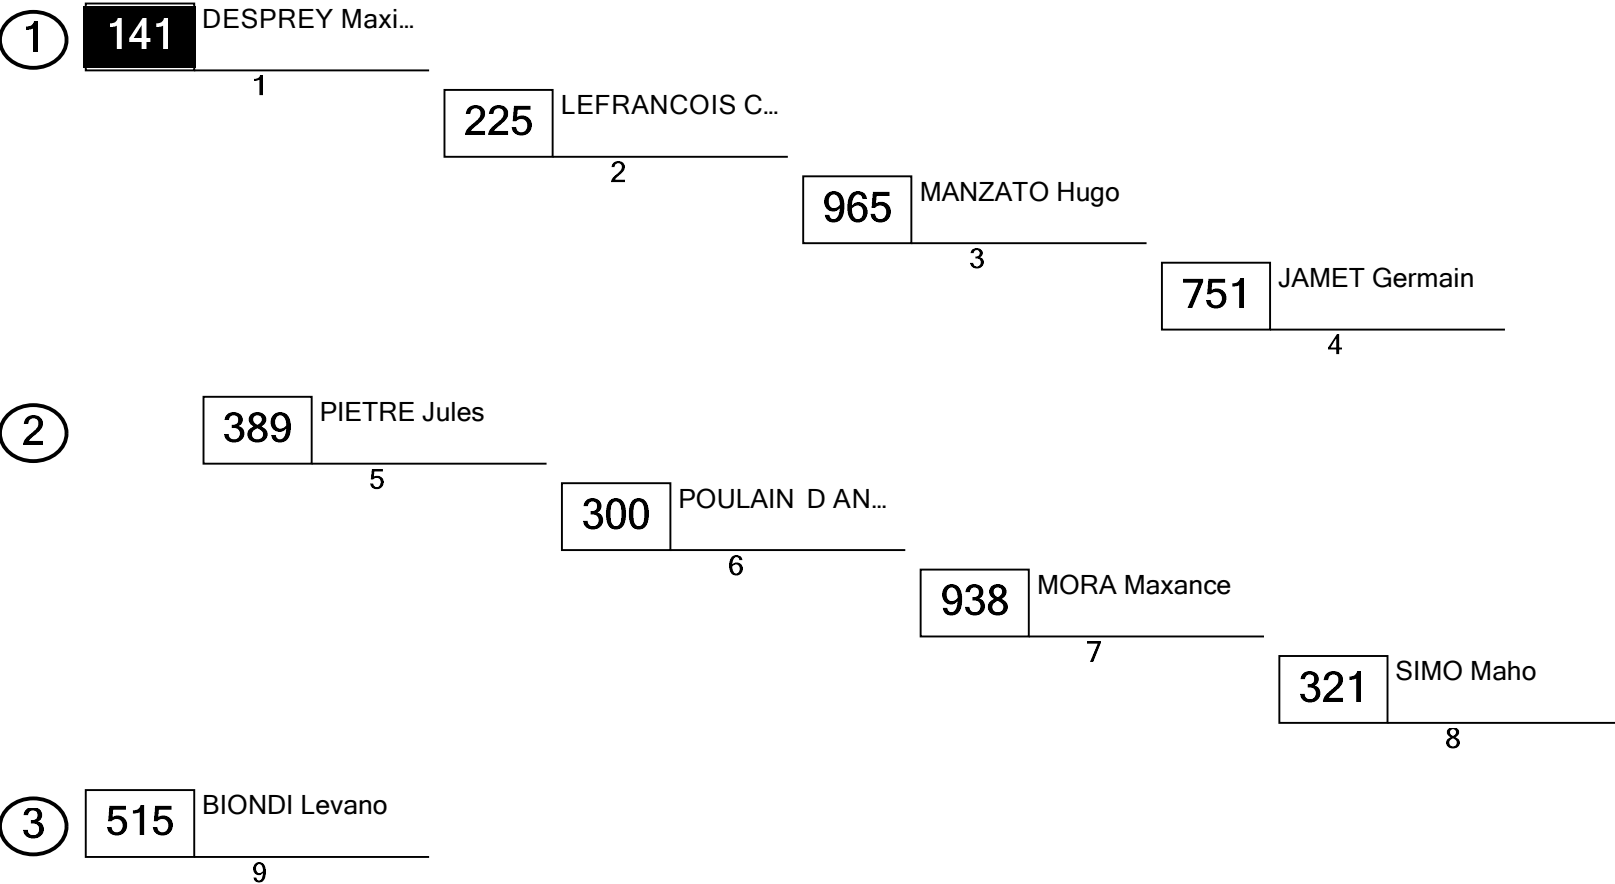 1 141 DESPREY Maxi...
1
225 LEFRANCOIS C...
2
965 MANZATO Hugo
3
751 JAMET Germain
4
2 389 PIETRE Jules
5
300 POULAIN  D AN...
6
938 MORA Maxance
7
321 SIMO Maho
8
3 515 BIONDI Levano
9